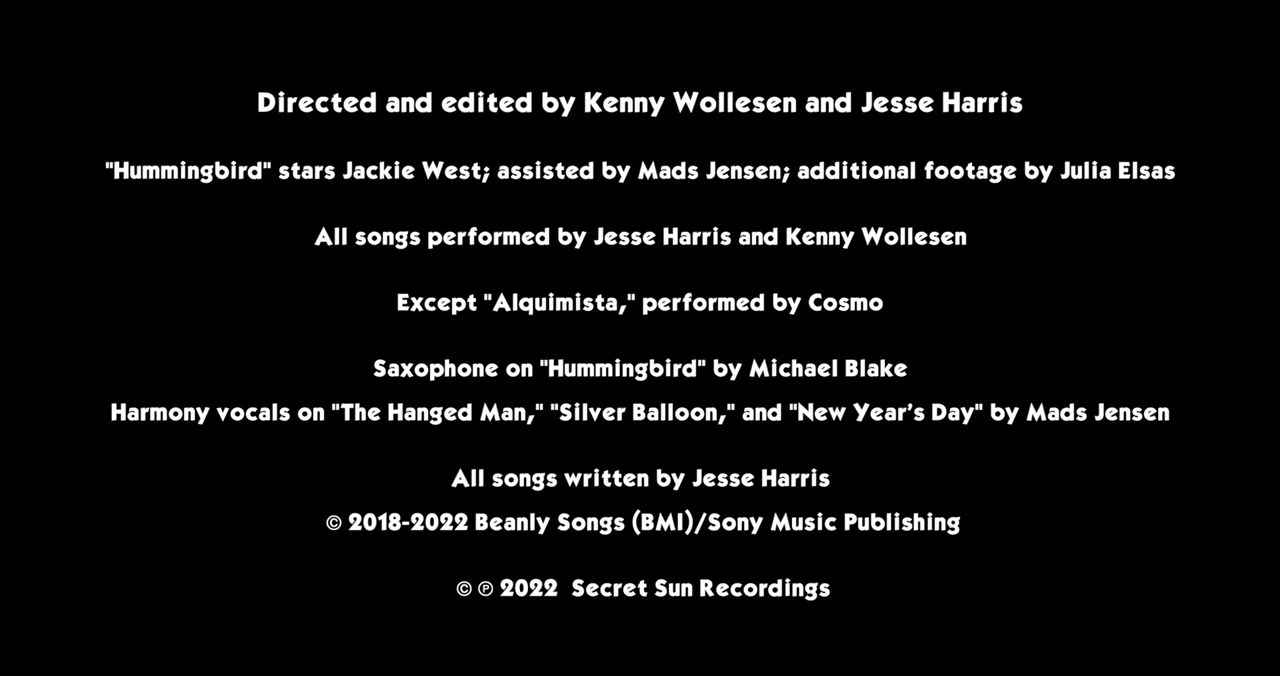 Directed and edited by Kenny Wollesen and Jesse Harris
"Hummingbird" stars Jackie West; assisted by Mads Jensen; additional footage by Julia Elsas
All songs performed by Jesse Harris and Kenny Wollesen
Except "Alquimista," performed by Cosmo
Saxophone on "Hummingbird" by Michael Blake
Harmony vocals on "The Hanged Man," "Silver Balloon," and "New Year’s Day" by Mads Jensen
All songs written by Jesse Harris
© 2018-2022 Beanly Songs (BMI)/Sony Music Publishing
© ℗ 2022 Secret Sun Recordings